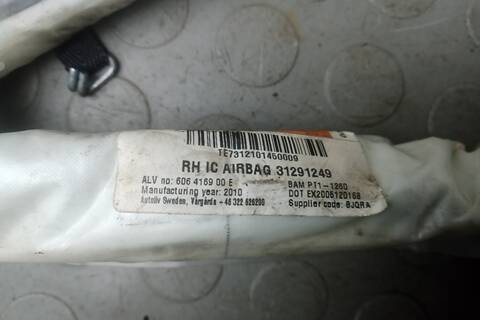 TE7312101450009
RH IC AIRBAG 31291249
ALV no: 606 4169 00 E
BAM PT1-1260
Manufacturing year: 2010
DOT EX2006120168
Autoliv Sweden, Vårgårda + 46 322 626200
Supplier code: BJQRA